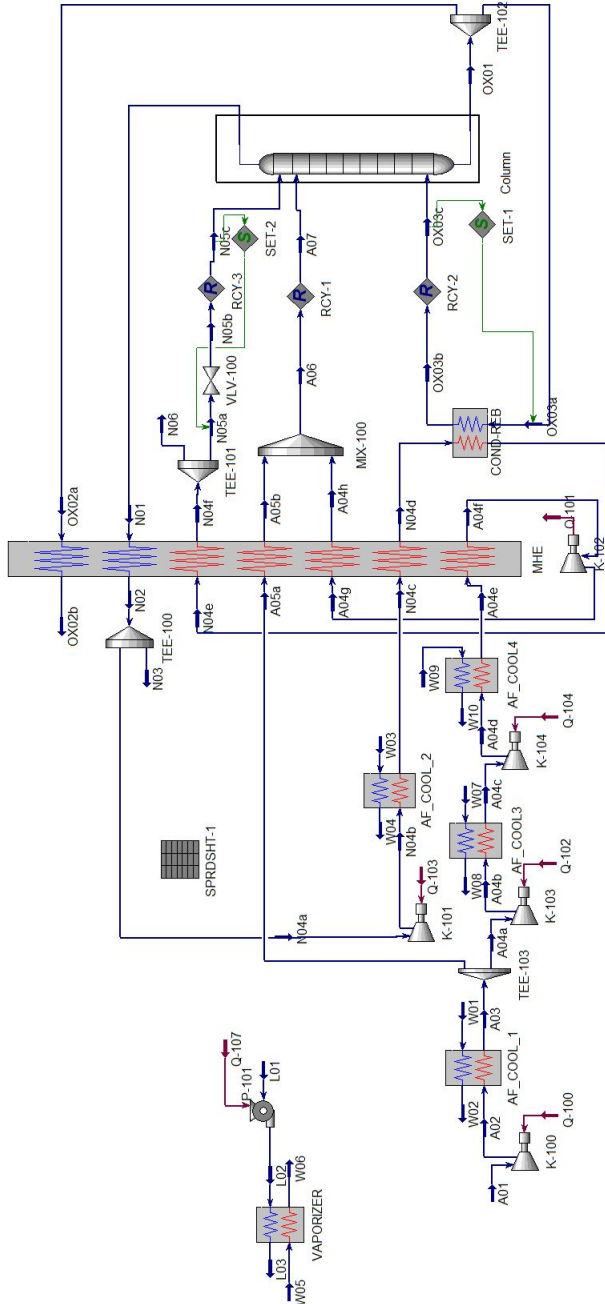 W05
VAPORIZER
L03
W06
L02
P-101
Q-107
L01
A01
K-100
Q-100
A02
W02
AF_COOL_1
W01
A03
TEE-103
A04a
K-103
Q-102
A04b
W08
AF_COOL3
W07
A04c
K-104
Q-104
A04d
W10
AF_COOL4
W09
A04e
SPRDSHT-1
N04a
K-101
Q-103
N04b
W04
AF_COOL_2
W03
N04c
N03
TEE-100
N02
OX02b
N04e
A05a
A04g
MHE
OX02a
N01
N04f
A05b
A04h
N04d
A04f
Q-101
K-102
TEE-101
N06
N05a
VLV-100
N05b
RCY-3
N05c
SET-2
MIX-100
A06
RCY-1
A07
COND-REB
OX03a
OX03b
RCY-2
OX03c
SET-1
Column
OX01
TEE-102